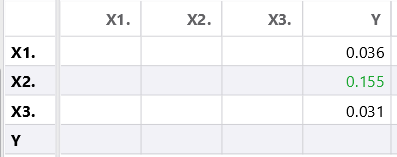 X1. X2. X3. Y
X1. 0.036
X2. 0.155
X3. 0.031
Y